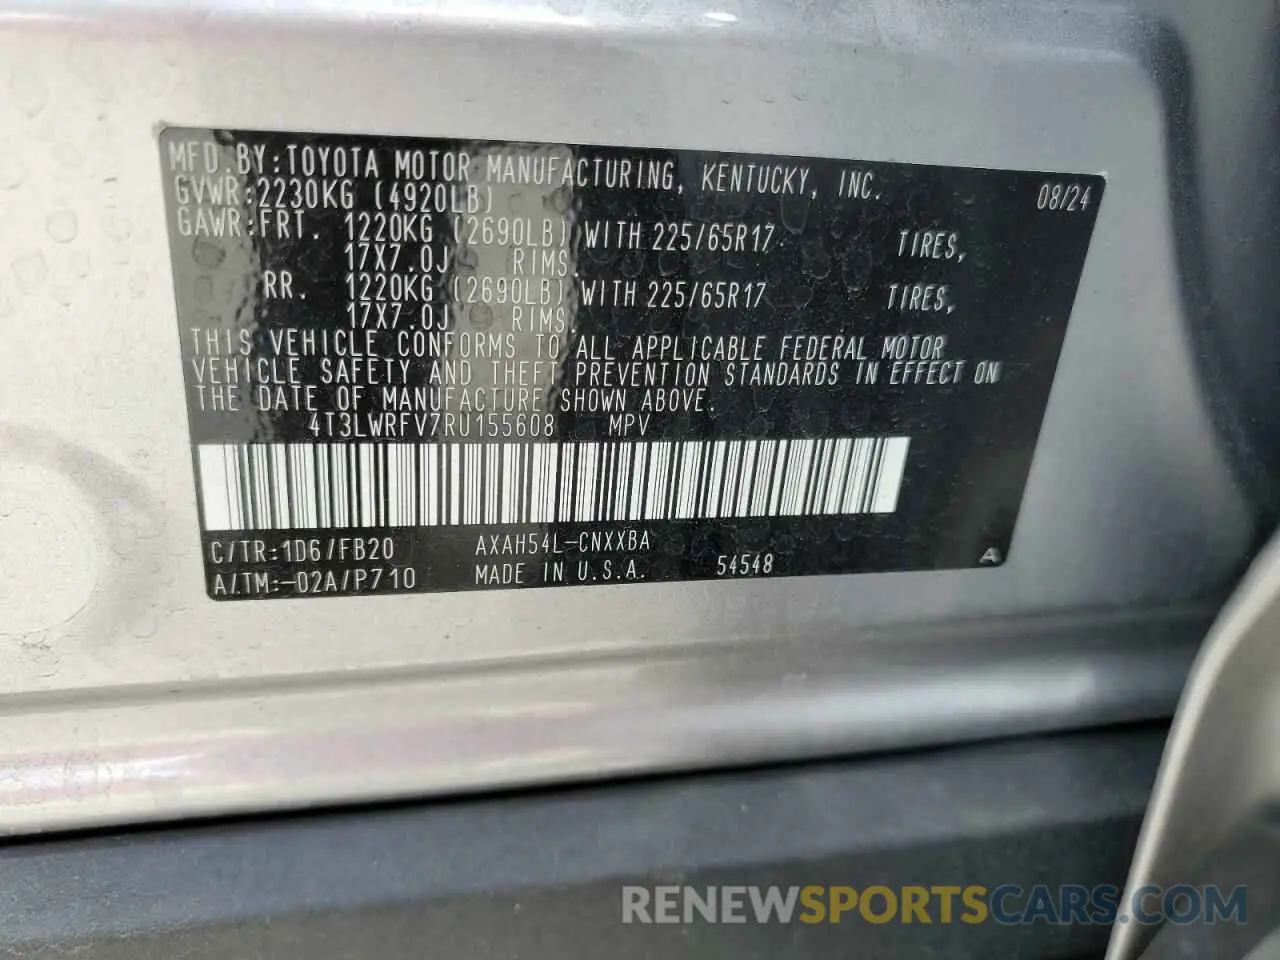 MFD.BY:TOYOTA MOTOR MANUFACTURING, KENTUCKY, INC. 08/24
GVWR:2230KG (4920LB)
GAWR:FRT. 1220KG (2690LB) WITH 225/65R17 TIRES,
17X7.0J RIMS,
RR. 1220KG (2690LB) WITH 225/65R17 TIRES,
17X7.0J RIMS,
THIS VEHICLE CONFORMS TO ALL APPLICABLE FEDERAL MOTOR
VEHICLE SAFETY AND THEFT PREVENTION STANDARDS IN EFFECT ON
THE DATE OF MANUFACTURE SHOWN ABOVE.
4T3LWRFV7RU155608 MPV
C/TR:1D6/FB20 AXAH54L-CNXXBA
A/TM:-02A/P710 MADE IN U.S.A. 54548 A
RENEWSPORTSCARS.COM